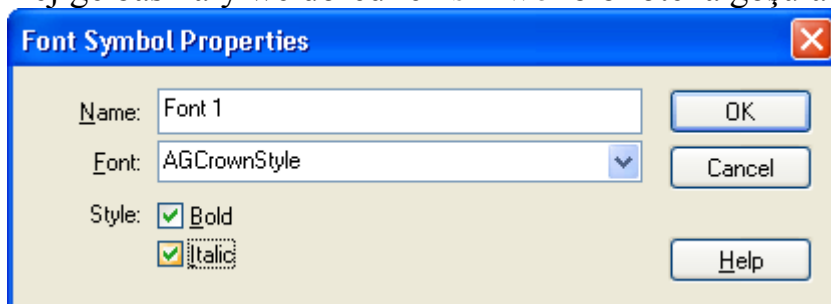 Font Symbol Properties
Name: Font 1 OK
Font: AGCrownStyle Cancel
Style: Bold
Italic Help